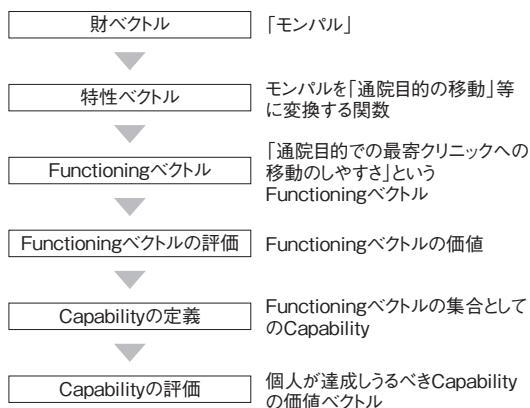 財ベクトル
「モンパル」
特性ベクトル
モンパルを「通院目的の移動」等
に変換する関数
Functioningベクトル
「通院目的での最寄クリニックへの
移動のしやすさ」という
Functioningベクトル
Functioningベクトルの評価
Functioningベクトルの価値
Capabilityの定義
Functioningベクトルの集合として
のCapability
Capabilityの評価
個人が達成しうるべきCapability
の価値ベクトル